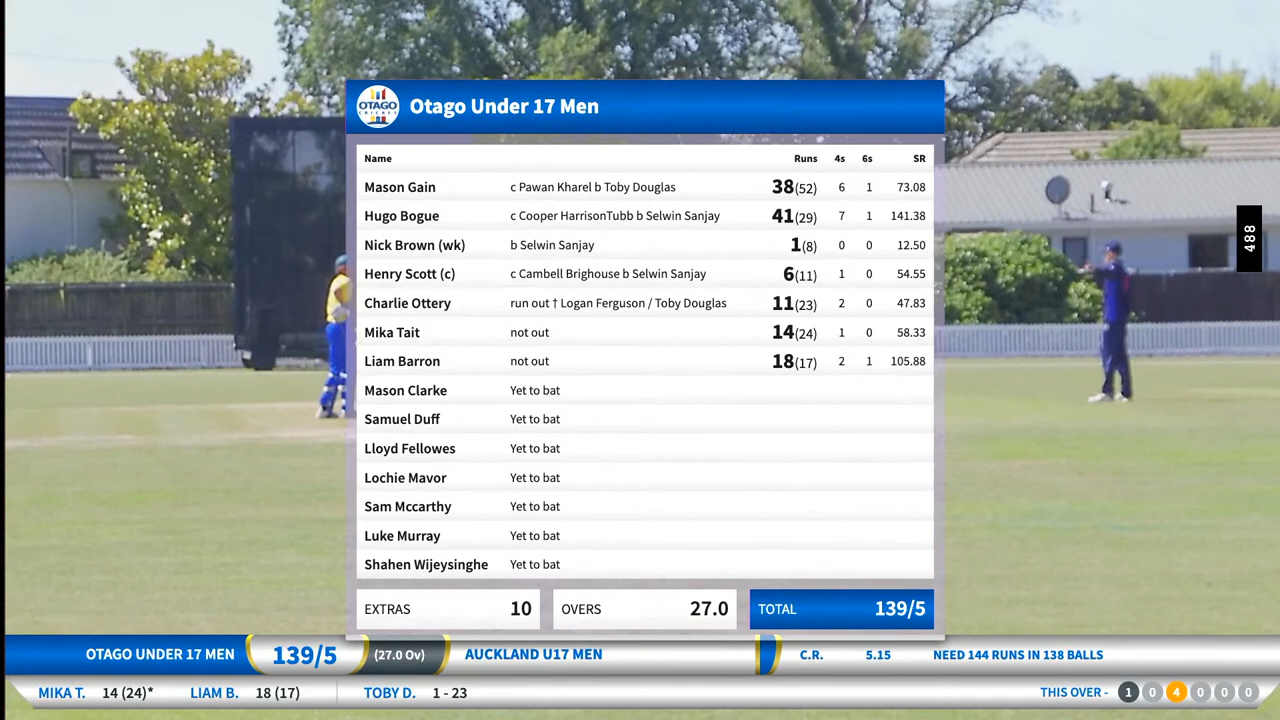 OTAGO
CRICKET
Otago Under 17 Men
Name Runs 4s 6s SR
Mason Gain c Pawan Kharel b Toby Douglas 38(52) 6 1 73.08
Hugo Bogue c Cooper HarrisonTubb b Selwin Sanjay 41(29) 7 1 141.38
Nick Brown (wk) b Selwin Sanjay 1(8) 0 0 12.50
Henry Scott (c) c Cambell Brighouse b Selwin Sanjay 6(11) 1 0 54.55
Charlie Ottery run out † Logan Ferguson / Toby Douglas 11(23) 2 0 47.83
Mika Tait not out 14(24) 1 0 58.33
Liam Barron not out 18(17) 2 1 105.88
Mason Clarke Yet to bat
Samuel Duff Yet to bat
Lloyd Fellowes Yet to bat
Lochie Mavor Yet to bat
Sam Mccarthy Yet to bat
Luke Murray Yet to bat
Shahen Wijeysinghe Yet to bat
EXTRAS 10 OVERS 27.0 TOTAL 139/5
488
OTAGO UNDER 17 MEN 139/5 (27.0 Ov) AUCKLAND U17 MEN C.R. 5.15 NEED 144 RUNS IN 138 BALLS
MIKA T. 14 (24)* LIAM B. 18 (17) TOBY D. 1 - 23 THIS OVER - 1 0 4 0 0 0